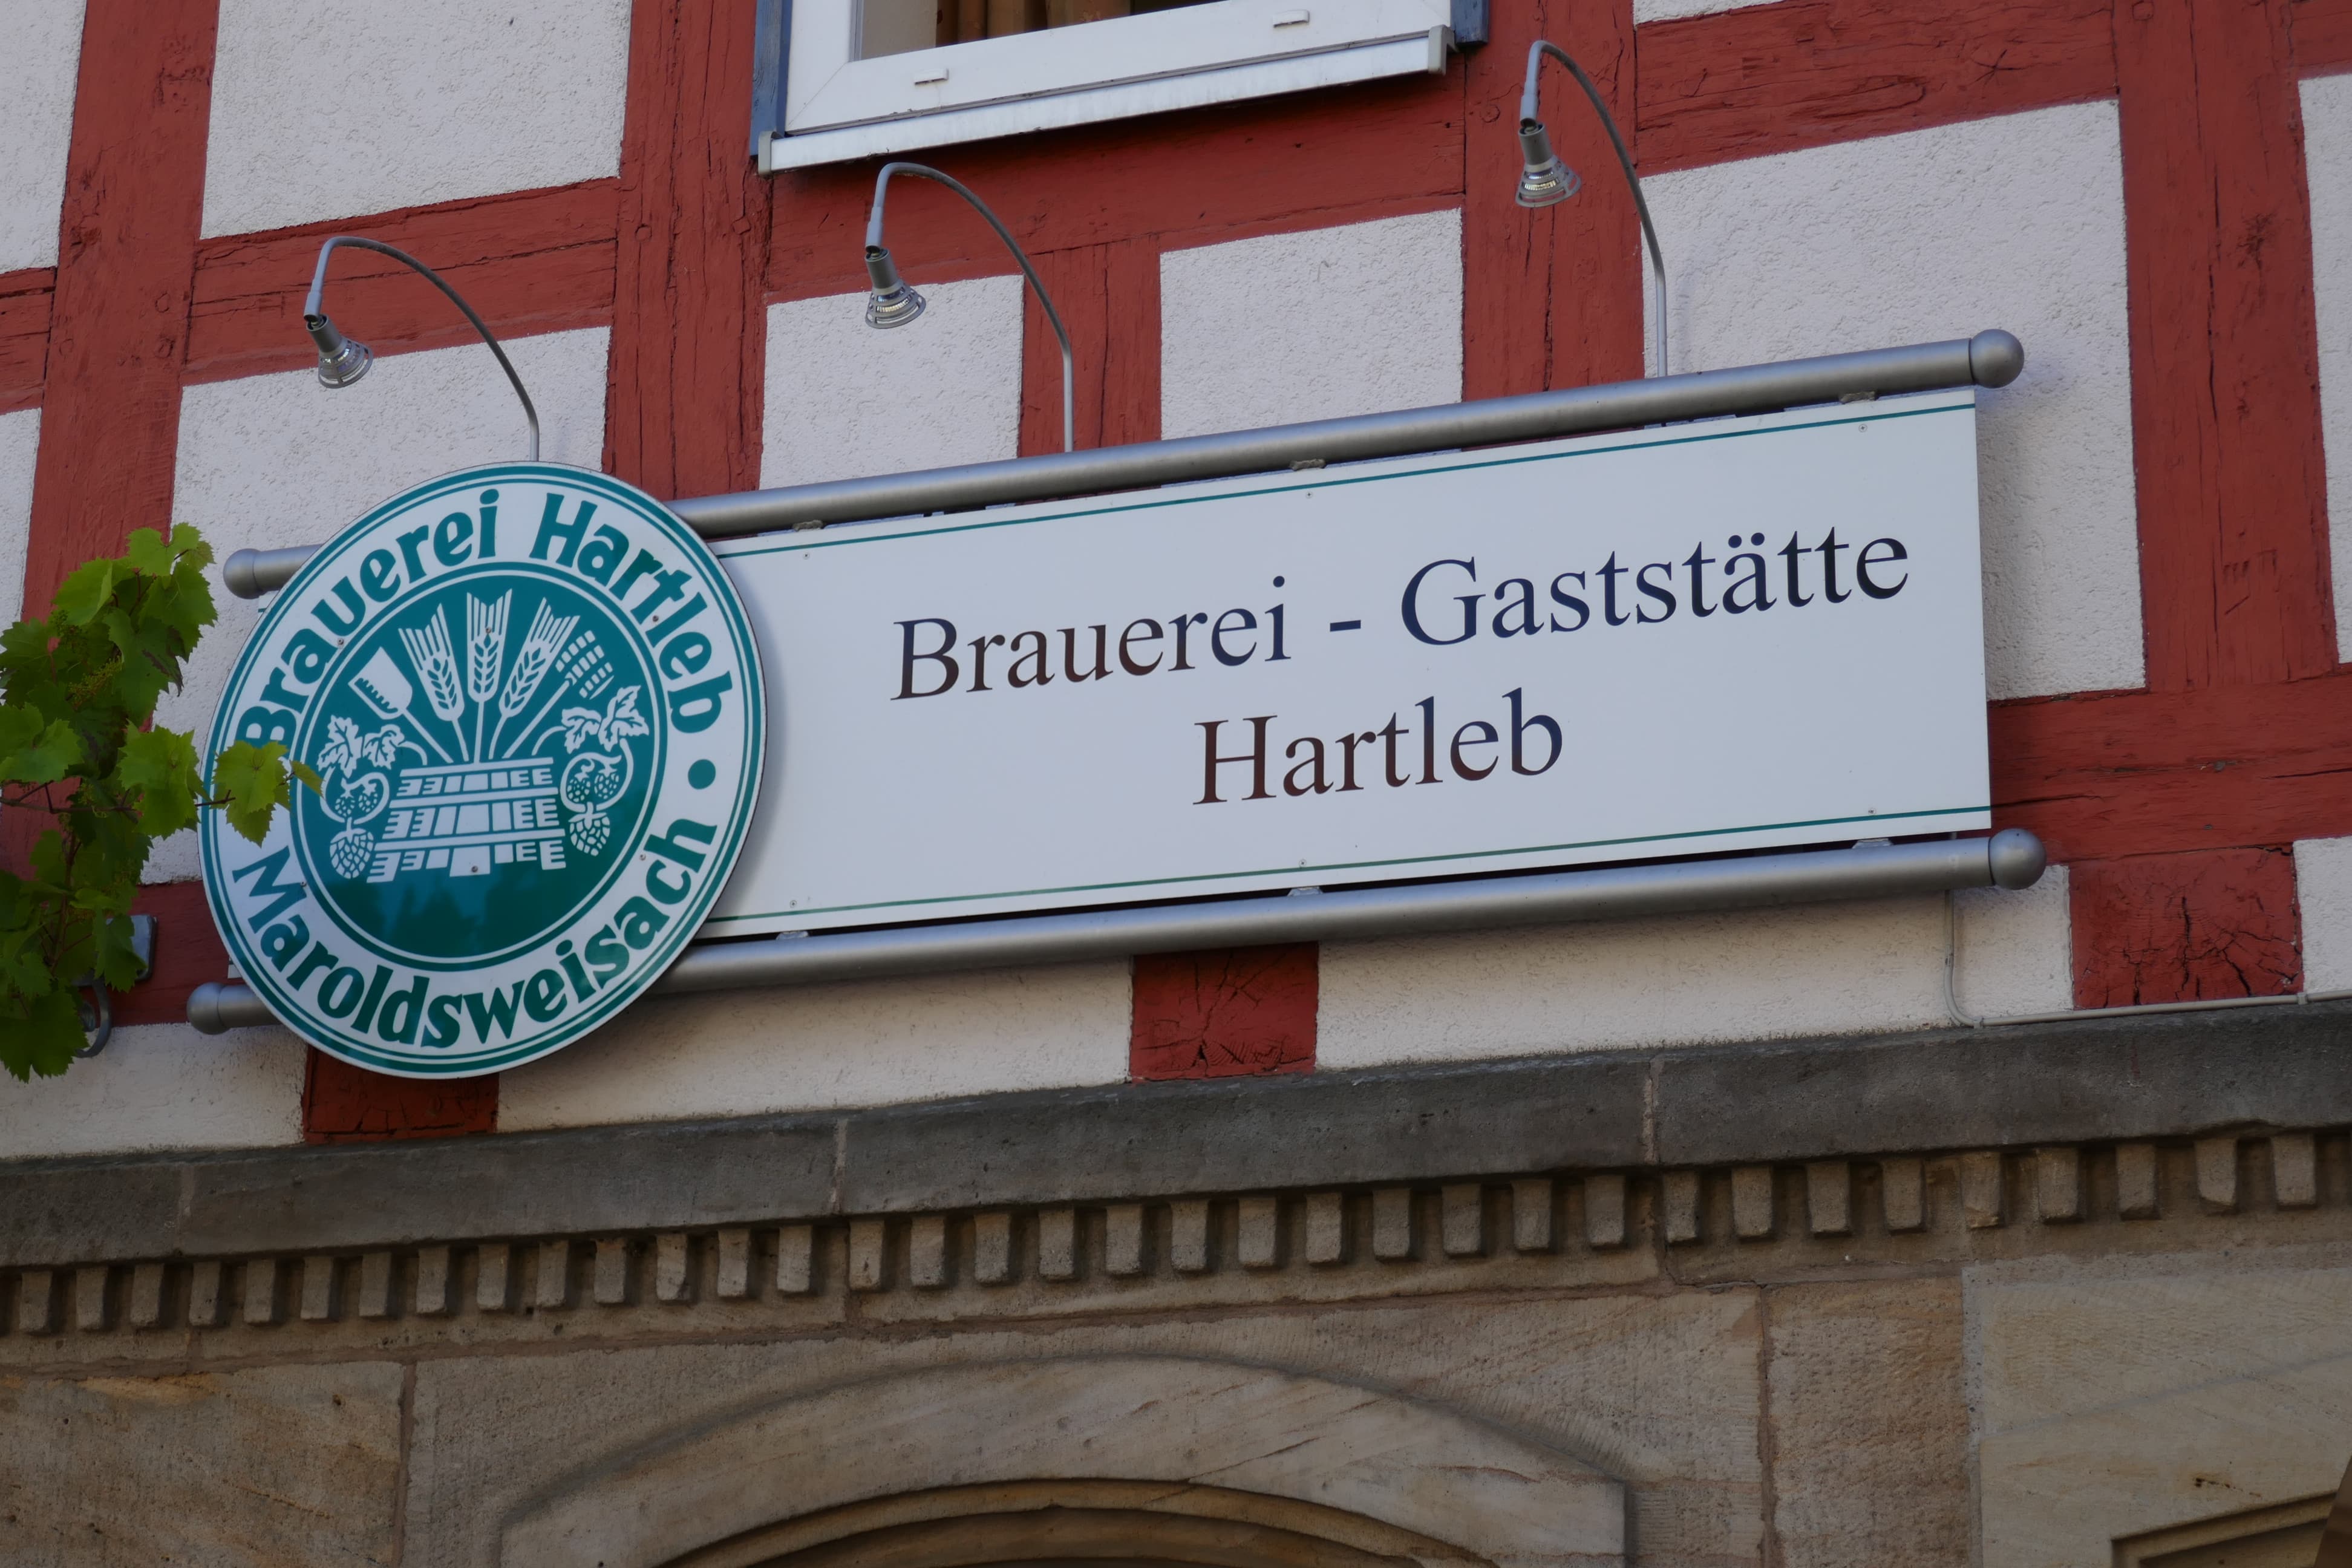 Brauerei Hartleb •
Maroldsweisach
Brauerei - Gaststätte
Hartleb